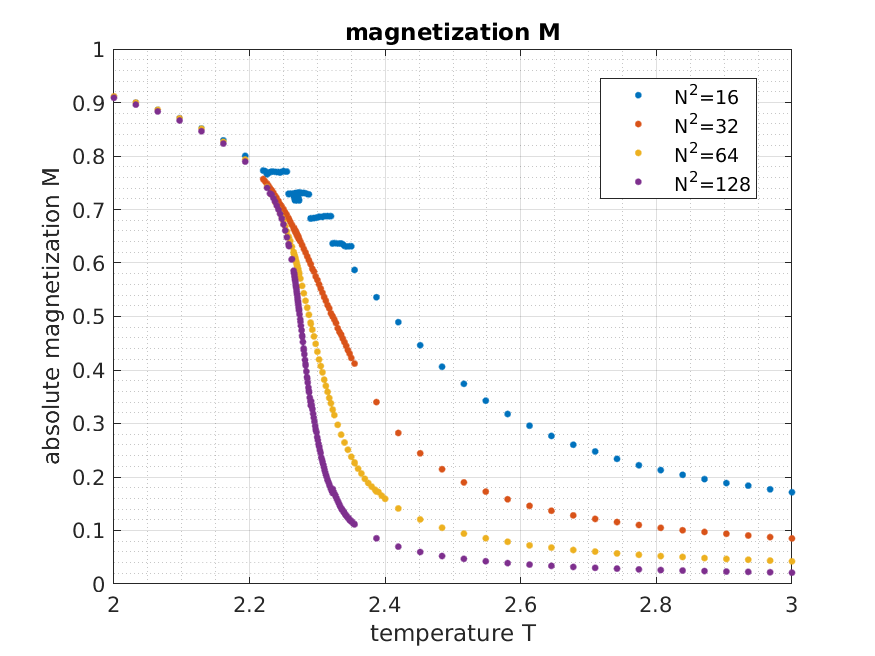 magnetization M
absolute magnetization M
1
0.9
0.8
0.7
0.6
0.5
0.4
0.3
0.2
0.1
0
N²=16
N²=32
N²=64
N²=128
2
2.2
2.4
2.6
2.8
3
temperature T